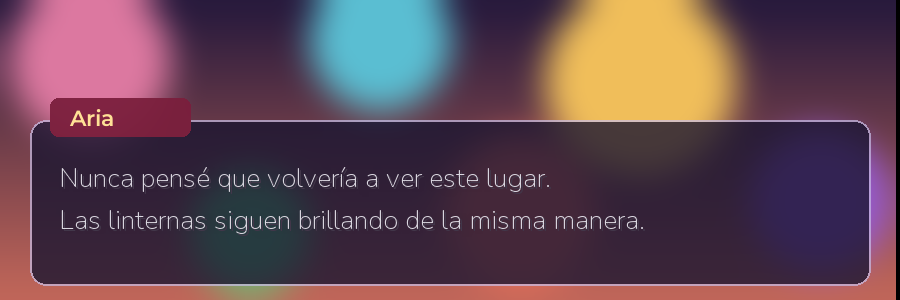 Aria
Nunca pensé que volvería a ver este lugar.
Las linternas siguen brillando de la misma manera.